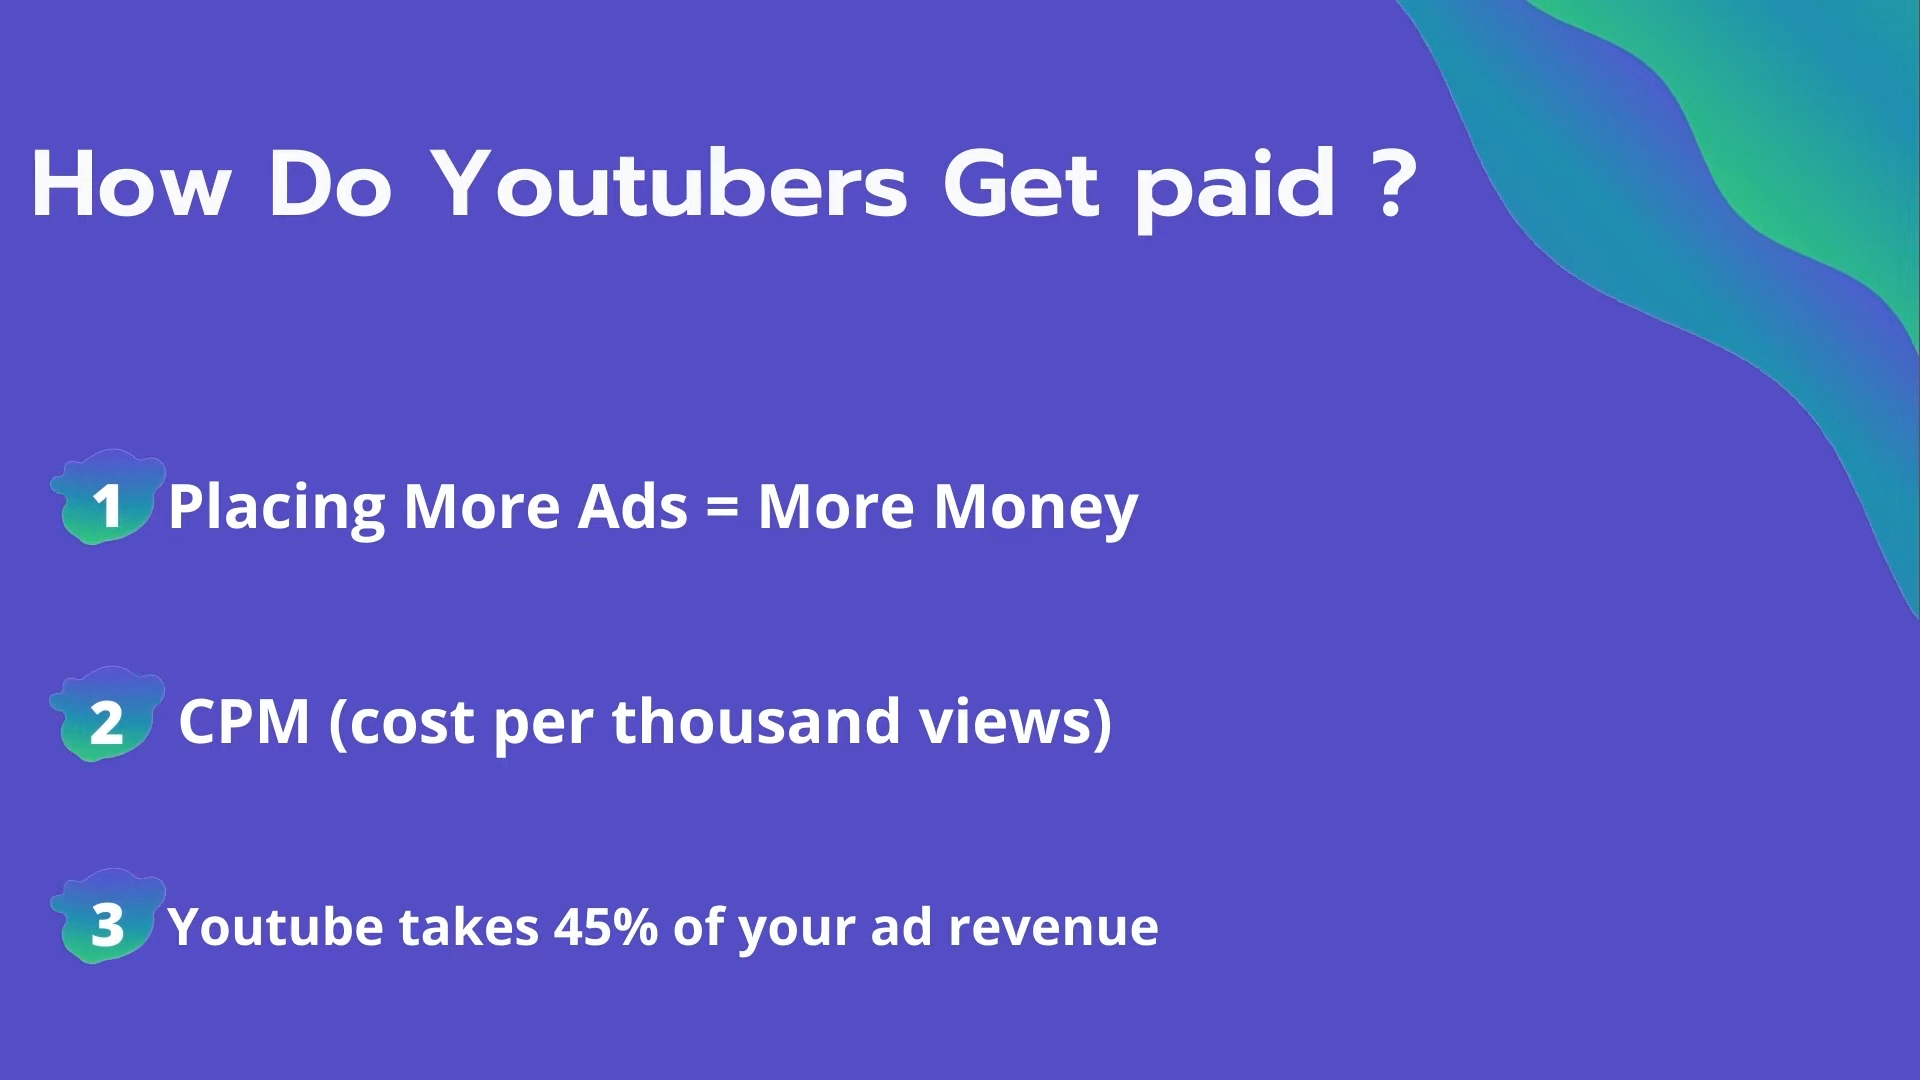 How Do Youtubers Get paid ?
1 Placing More Ads = More Money
2 CPM (cost per thousand views)
3 Youtube takes 45% of your ad revenue